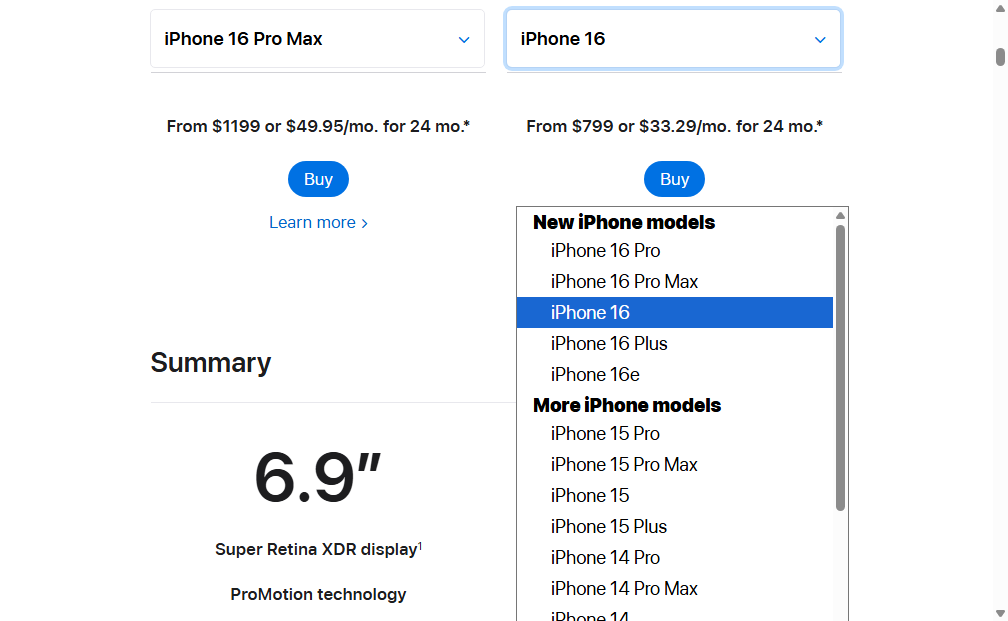 iPhone 16 Pro Max
iPhone 16
From $1199 or $49.95/mo. for 24 mo.*
From $799 or $33.29/mo. for 24 mo.*
Buy
Buy
Learn more >
New iPhone models
iPhone 16 Pro
iPhone 16 Pro Max
iPhone 16
iPhone 16 Plus
iPhone 16e
More iPhone models
iPhone 15 Pro
iPhone 15 Pro Max
iPhone 15
iPhone 15 Plus
iPhone 14 Pro
iPhone 14 Pro Max
iPhone 14
Summary
6.9″
Super Retina XDR display¹
ProMotion technology